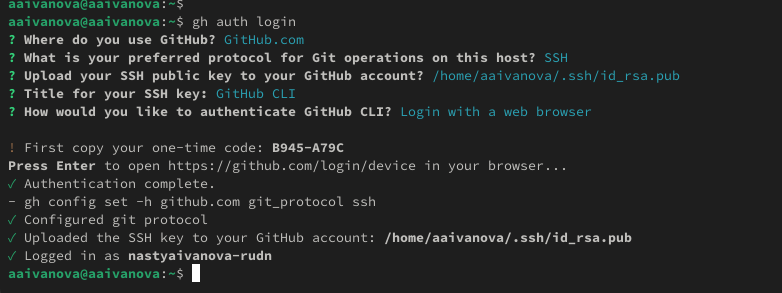 aaivanova@aaivanova:~$
aaivanova@aaivanova:~$ gh auth login
? Where do you use GitHub? GitHub.com
? What is your preferred protocol for Git operations on this host? SSH
? Upload your SSH public key to your GitHub account? /home/aaivanova/.ssh/id_rsa.pub
? Title for your SSH key: GitHub CLI
? How would you like to authenticate GitHub CLI? Login with a web browser
! First copy your one-time code: B945-A79C
Press Enter to open https://github.com/login/device in your browser...
✓ Authentication complete.
- gh config set -h github.com git_protocol ssh
✓ Configured git protocol
✓ Uploaded the SSH key to your GitHub account: /home/aaivanova/.ssh/id_rsa.pub
✓ Logged in as nastyaivanova-rudn
aaivanova@aaivanova:~$